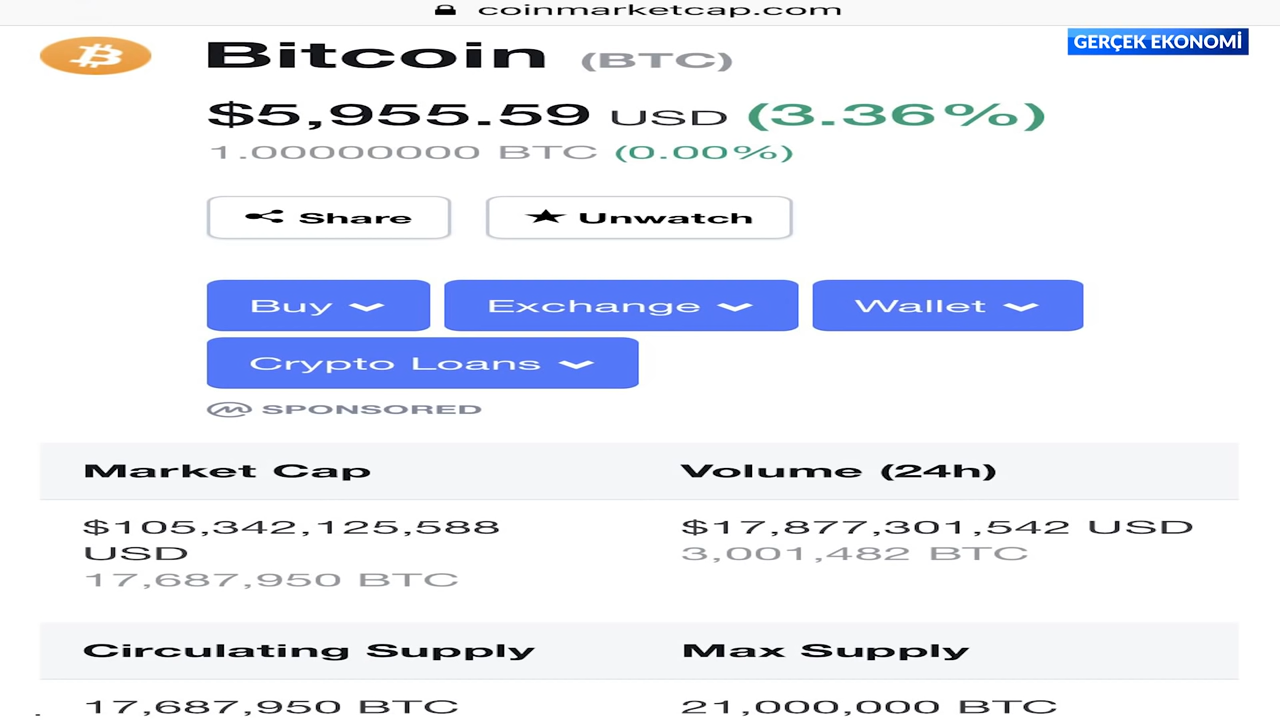 coinmarketcap.com
GERÇEK EKONOMİ
Bitcoin (BTC)
$5,955.59 USD (3.36%)
1.00000000 BTC (0.00%)
Share Unwatch
Buy Exchange Wallet
Crypto Loans
SPONSORED
Market Cap Volume (24h)
$105,342,125,588 $17,877,301,542 USD
USD 3,001,482 BTC
17,687,950 BTC
Circulating Supply Max Supply
17,687,950 BTC 21,000,000 BTC